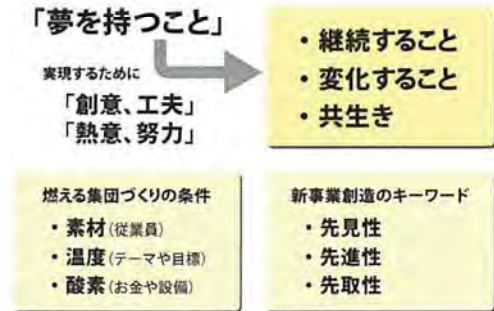 「夢を持つこと」
実現するために
「創意、工夫」
「熱意、努力」
・継続すること
・変化すること
・共生き
燃える集団づくりの条件
・素材(従業員)
・温度(テーマや目標)
・酸素(お金や設備)
新事業創造のキーワード
・先見性
・先進性
・先取性